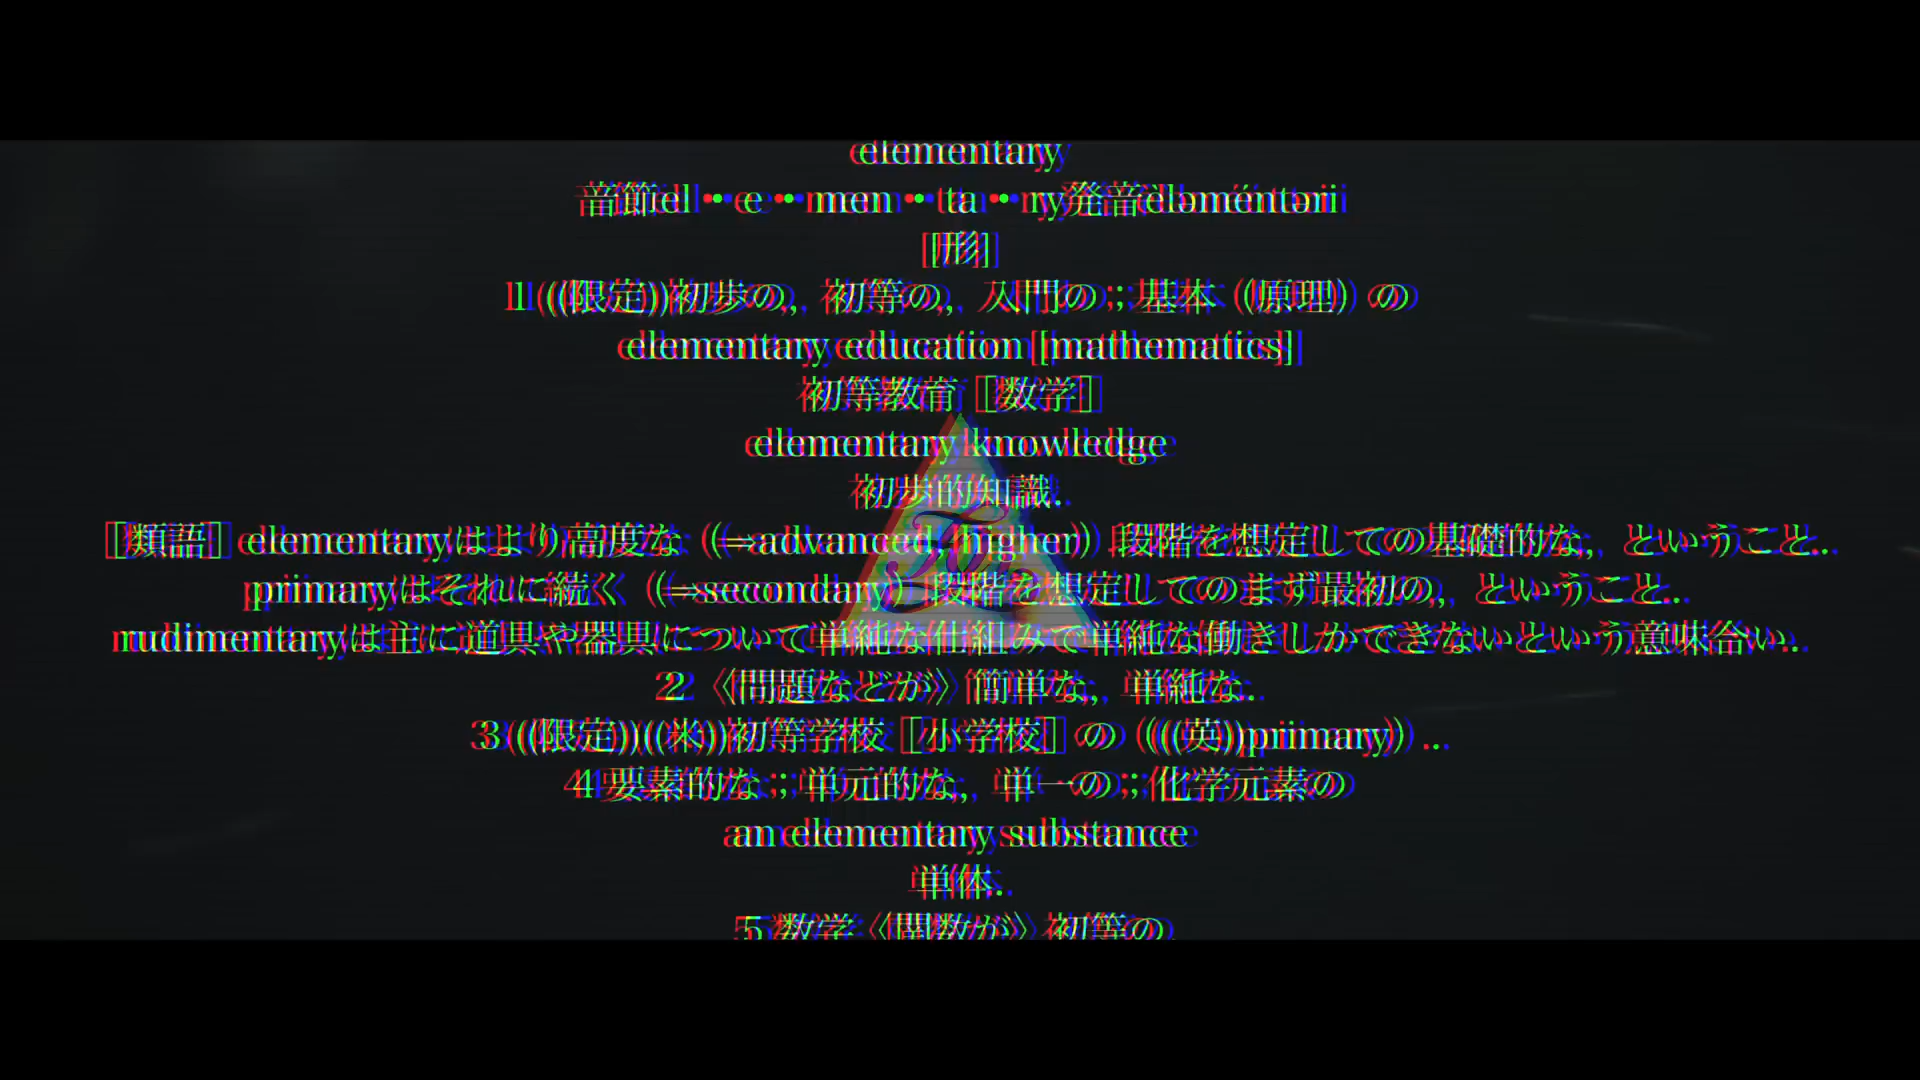 elementary
音節el・e・men・ta・ry発音èləméntəri
[形]
1((限定))初歩の, 初等の, 入門の; 基本(原理)の
elementary education [mathematics]
初等教育[数学]
elementary knowledge
初歩的知識.
[類語] elementaryはより高度な(⇒advanced, higher)段階を想定しての基礎的な, ということ.
primaryはそれに続く(⇒secondary)段階を想定してのまず最初の, ということ.
rudimentaryは主に道具や器具について単純な仕組みで単純な働きしかできないという意味合い.
2〈問題などが〉簡単な, 単純な.
3((限定))((米))初等学校[小学校]の(((英))primary).
4 要素的な; 単元的な, 単一の; 化学元素の
an elementary substance
単体.
5 数学〈関数が〉初等の